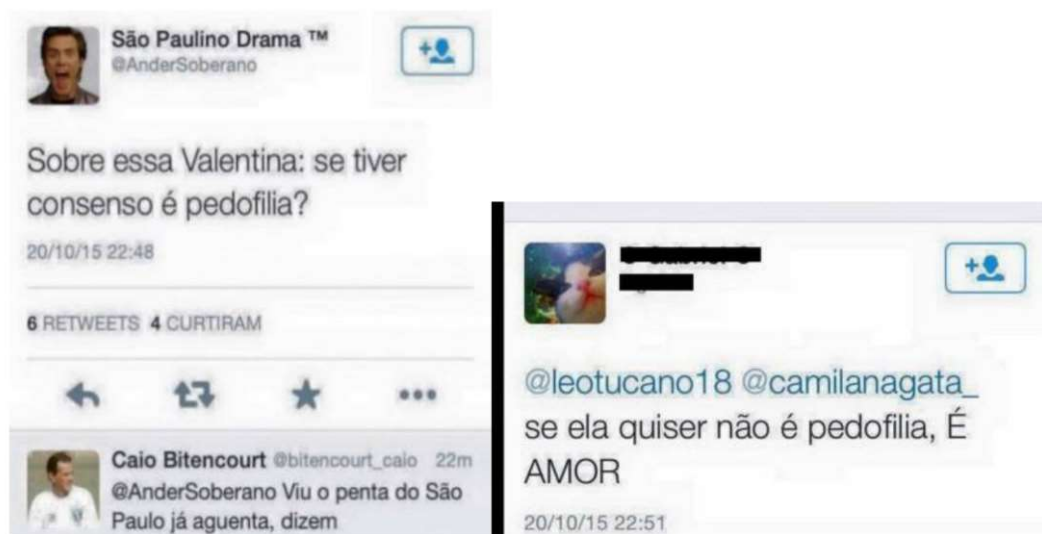 São Paulino Drama ™
@AnderSoberano
Sobre essa Valentina: se tiver
consenso é pedofilia?
20/10/15 22:48
6 RETWEETS 4 CURTIRAM
Caio Bitencourt @bitencourt_caio 22m
@AnderSoberano Viu o penta do São
Paulo já aguenta, dizem
@leotucano18 @camilanagata_
se ela quiser não é pedofilia, É
AMOR
20/10/15 22:51